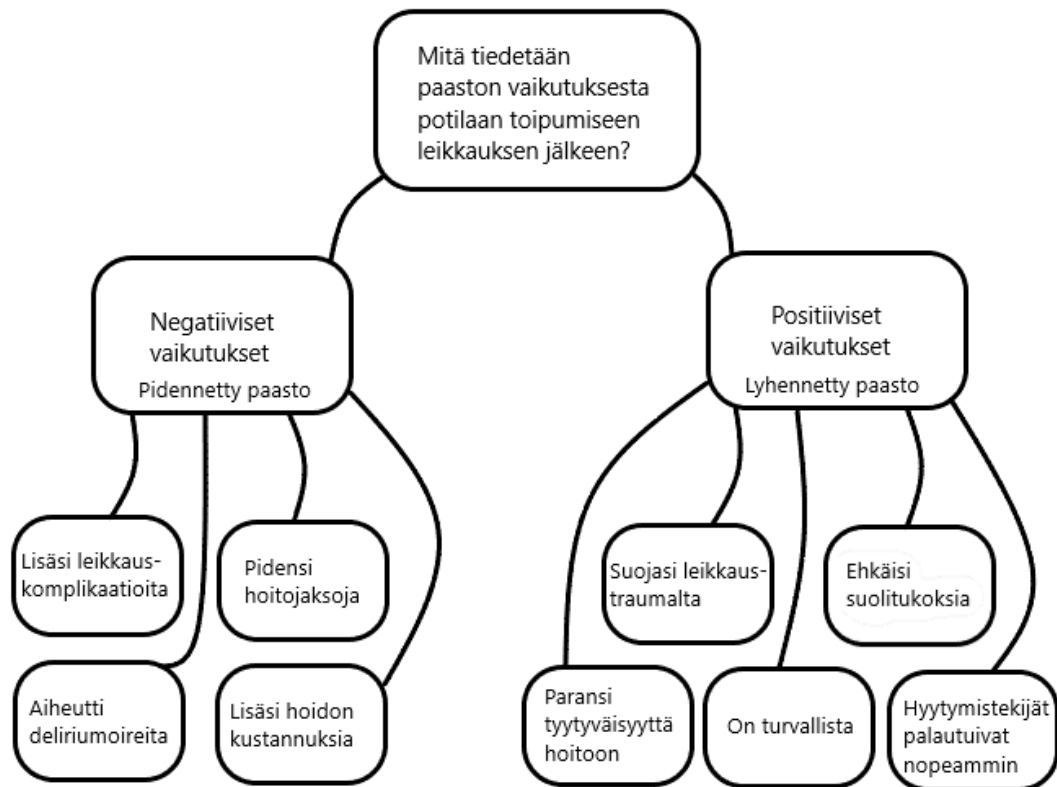 Mitä tiedetään
paaston vaikutuksesta
potilaan toipumiseen
leikkauksen jälkeen?
Negatiiviset
vaikutukset
Pidennetty paasto
Positiiviset
vaikutukset
Lyhennetty paasto
Lisäsi leikkaus-
komplikaatioita
Pidensi
hoitojaksoja
Aiheutti
deliriumoireita
Lisäsi hoidon
kustannuksia
Suojasi leikkaus-
traumalta
Ehkäisi
suolitukoksia
Paransi
tyytyväisyyttä
hoitoon
On turvallista
Hyytymistekijät
palautuivat
nopeammin